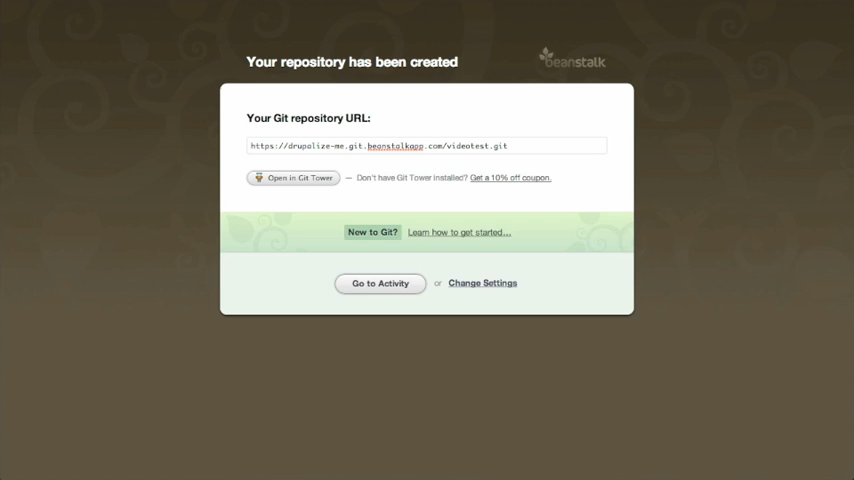 Your repository has been created
beanstalk
Your Git repository URL:
https://drupalize-me.git.beanstalkapp.com/videotest.git
Open in Git Tower — Don't have Git Tower installed? Get a 10% off coupon.
New to Git? Learn how to get started...
Go to Activity or Change Settings